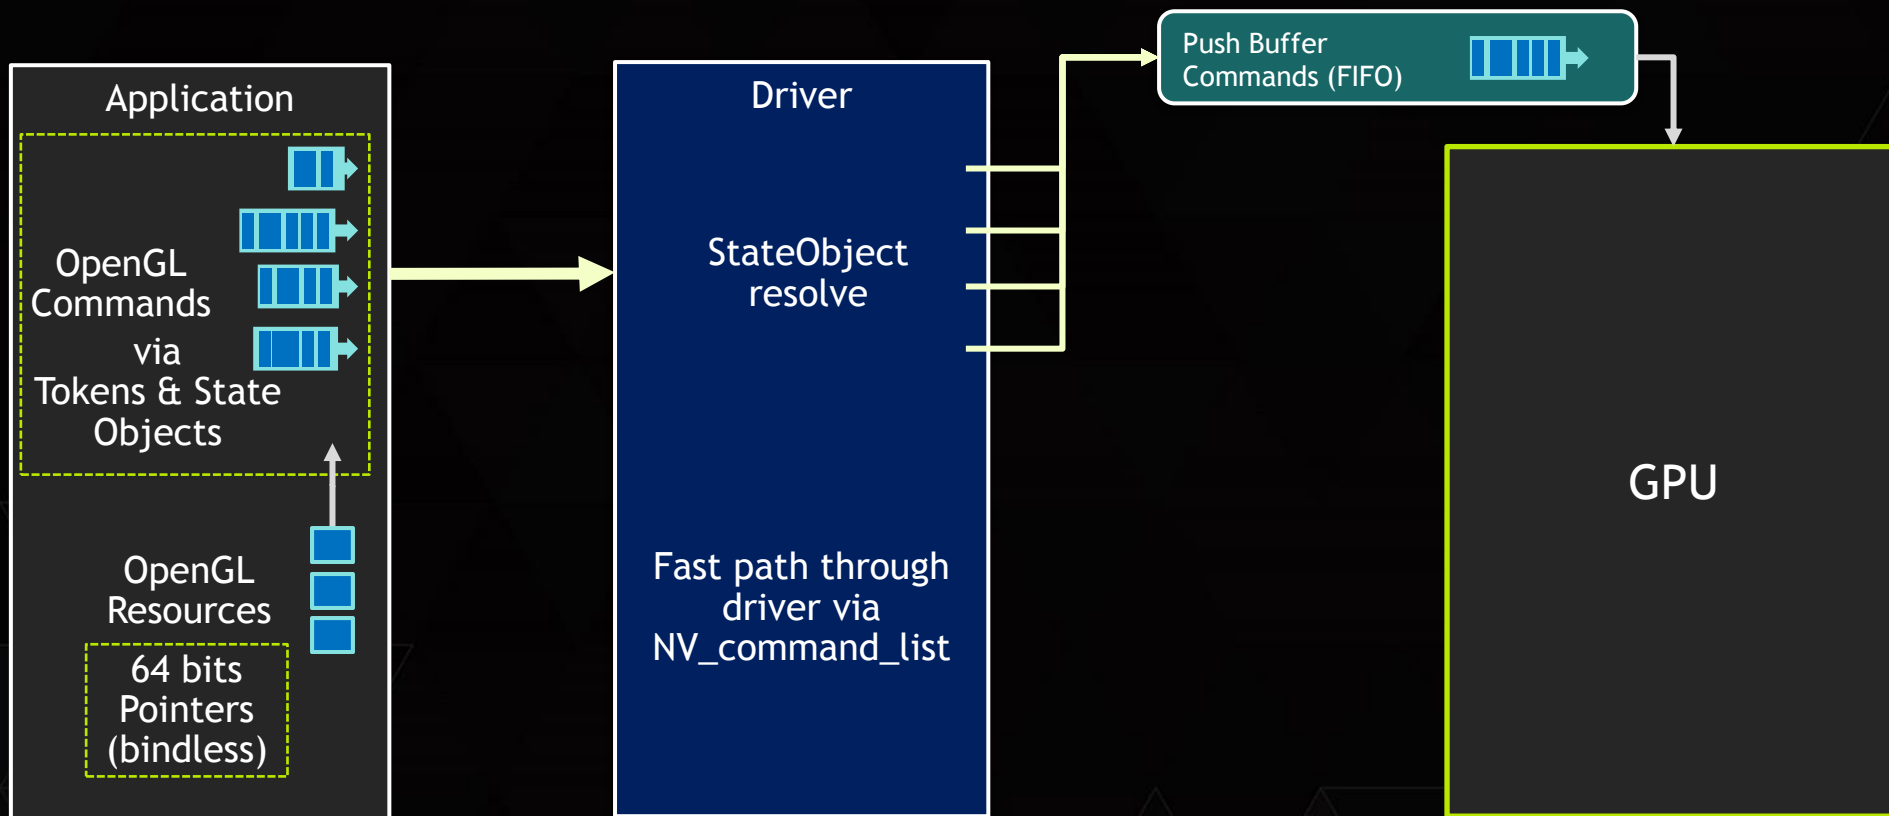 Application
OpenGL
Commands
via
Tokens & State
Objects
OpenGL
Resources
64 bits
Pointers
(bindless)
Driver
StateObject
resolve
Fast path through
driver via
NV_command_list
Push Buffer
Commands (FIFO)
GPU